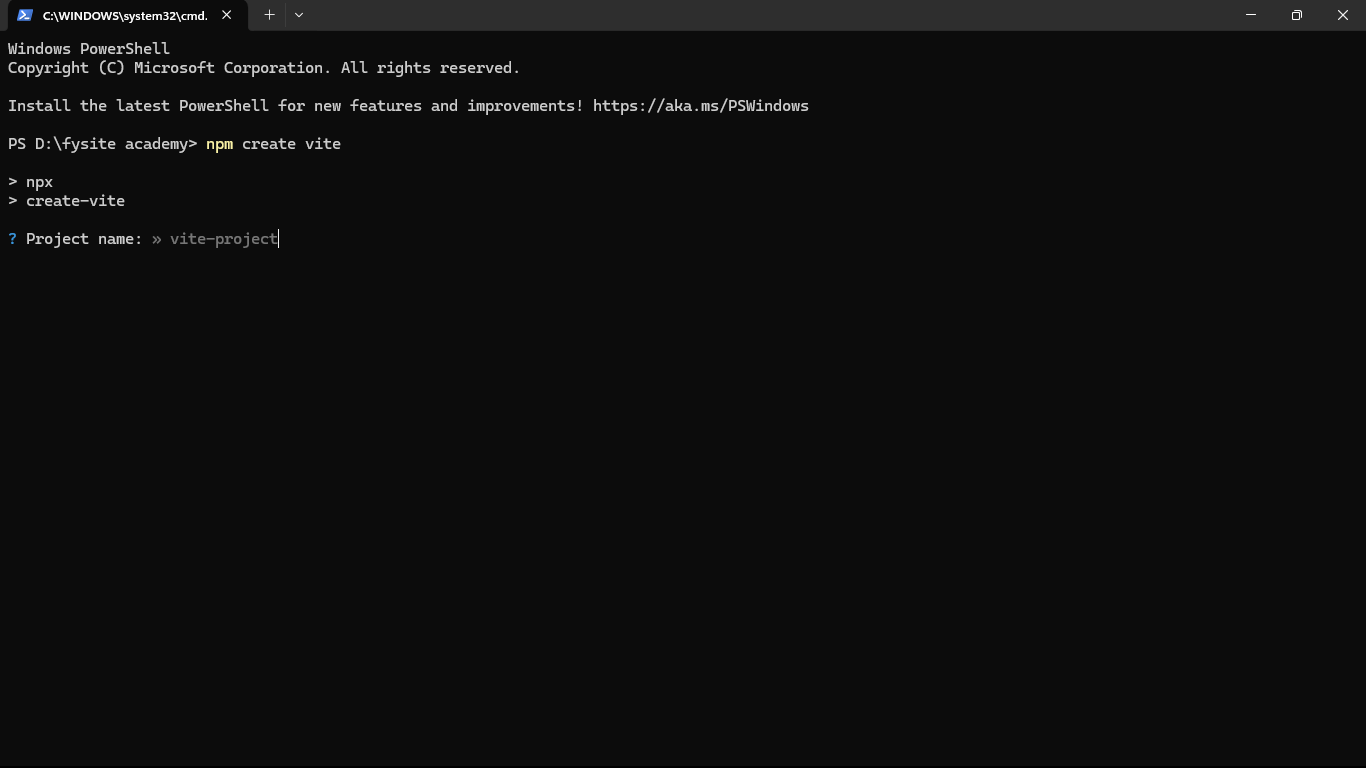 C:\WINDOWS\system32\cmd.
Windows PowerShell
Copyright (C) Microsoft Corporation. All rights reserved.
Install the latest PowerShell for new features and improvements! https://aka.ms/PSWindows
PS D:\fysite academy> npm create vite
> npx
> create-vite
? Project name: » vite-project